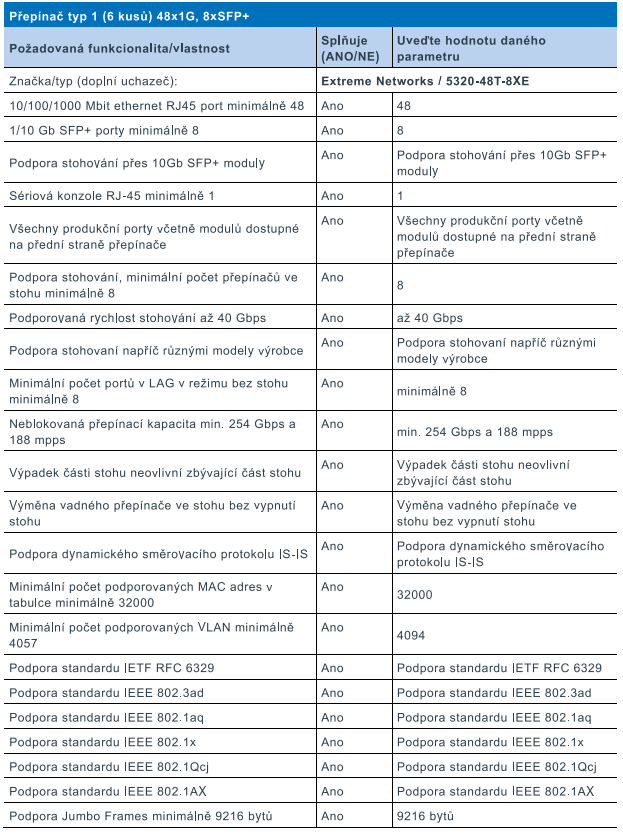 Přepínač typ 1 (6 kusů) 48x1G, 8xSFP+
Požadovaná funkcionalita/vlastnost
Splňuje
(ANO/NE)
Uveďte hodnotu daného
parametru
Značka/typ (doplní uchazeč):
Extreme Networks / 5320-48T-8XE
10/100/1000 Mbit ethernet RJ45 port minimálně 48
Ano
48
1/10 Gb SFP+ porty minimálně 8
Ano
8
Podpora stohování přes 10Gb SFP+ moduly
Ano
Podpora stohování přes 10Gb SFP+
moduly
Sériová konzole RJ-45 minimálně 1
Ano
1
Všechny produkční porty včetně modulů dostupné
na přední straně přepínače
Ano
Všechny produkční porty včetně
modulů dostupné na přední straně
přepínače
Podpora stohování, minimální počet přepínačů ve
stohu minimálně 8
Ano
8
Podporovaná rychlost stohování až 40 Gbps
Ano
až 40 Gbps
Podpora stohovaní napříč různými modely výrobce
Ano
Podpora stohovaní napříč různými
modely výrobce
Minimální počet portů v LAG v režimu bez stohu
minimálně 8
Ano
minimálně 8
Neblokovaná přepínací kapacita min. 254 Gbps a
188 mpps
Ano
min. 254 Gbps a 188 mpps
Výpadek části stohu neovlivní zbývající část stohu
Ano
Výpadek části stohu neovlivní
zbývající část stohu
Výměna vadného přepínače ve stohu bez vypnutí
stohu
Ano
Výměna vadného přepínače ve
stohu bez vypnutí stohu
Podpora dynamického směrovacího protokolu IS-IS
Ano
Podpora dynamického směrovacího
protokolu IS-IS
Minimální počet podporovaných MAC adres v
tabulce minimálně 32000
Ano
32000
Minimální počet podporovaných VLAN minimálně
4057
Ano
4094
Podpora standardu IETF RFC 6329
Ano
Podpora standardu IETF RFC 6329
Podpora standardu IEEE 802.3ad
Ano
Podpora standardu IEEE 802.3ad
Podpora standardu IEEE 802.1aq
Ano
Podpora standardu IEEE 802.1aq
Podpora standardu IEEE 802.1x
Ano
Podpora standardu IEEE 802.1x
Podpora standardu IEEE 802.1Qcj
Ano
Podpora standardu IEEE 802.1Qcj
Podpora standardu IEEE 802.1AX
Ano
Podpora standardu IEEE 802.1AX
Podpora Jumbo Frames minimálně 9216 bytů
Ano
9216 bytů